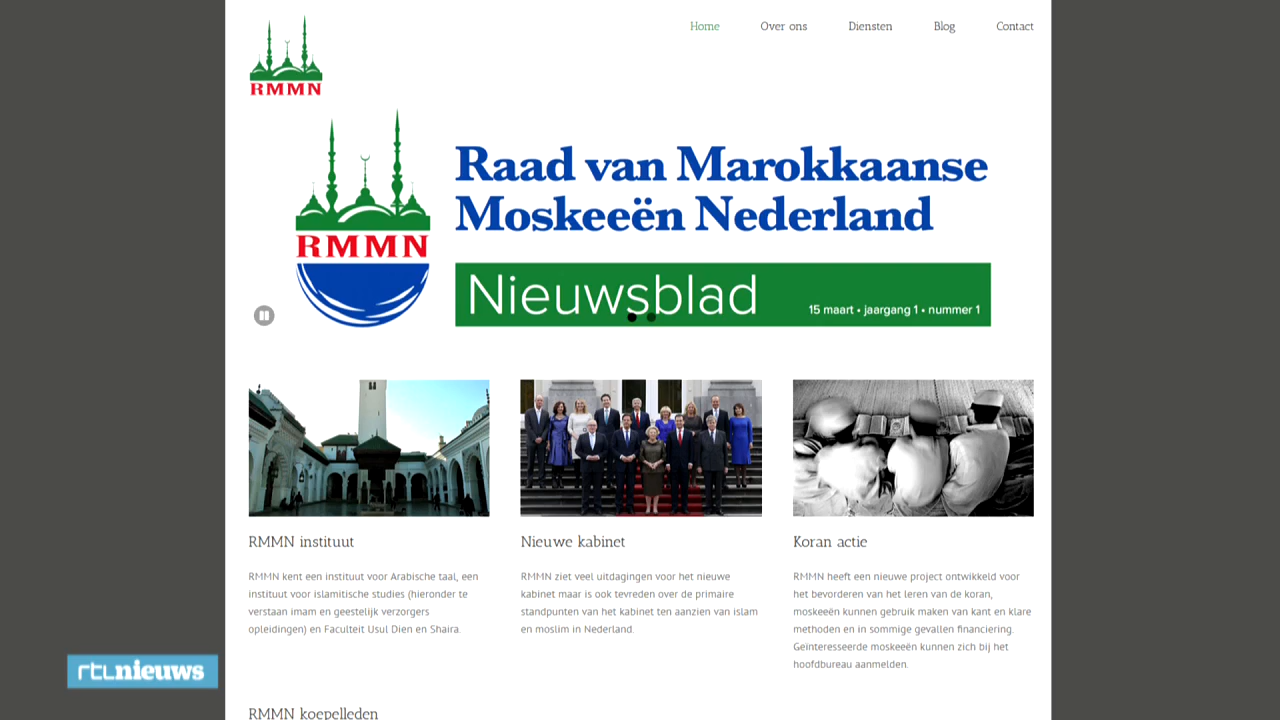 Home Over ons Diensten Blog Contact
RMMN
Raad van Marokkaanse
Moskeeën Nederland
RMMN
Nieuwsblad
15 maart • jaargang 1 • nummer 1
RMMN instituut
RMMN kent een instituut voor Arabische taal, een
instituut voor islamitische studies (hieronder te
verstaan imam en geestelijk verzorgers
opleidingen) en Faculteit Usul Dien en Shaira.
Nieuwe kabinet
RMMN ziet veel uitdagingen voor het nieuwe
kabinet maar is ook tevreden over de primaire
standpunten van het kabinet ten aanzien van islam
en moslim in Nederland.
Koran actie
RMMN heeft een nieuwe project ontwikkeld voor
het bevorderen van het leren van de koran,
moskeeën kunnen gebruik maken van kant en klare
methoden en in sommige gevallen financiering.
Geïnteresseerde moskeeën kunnen zich bij het
hoofdbureau aanmelden.
rtlnieuws
RMMN koepelleden